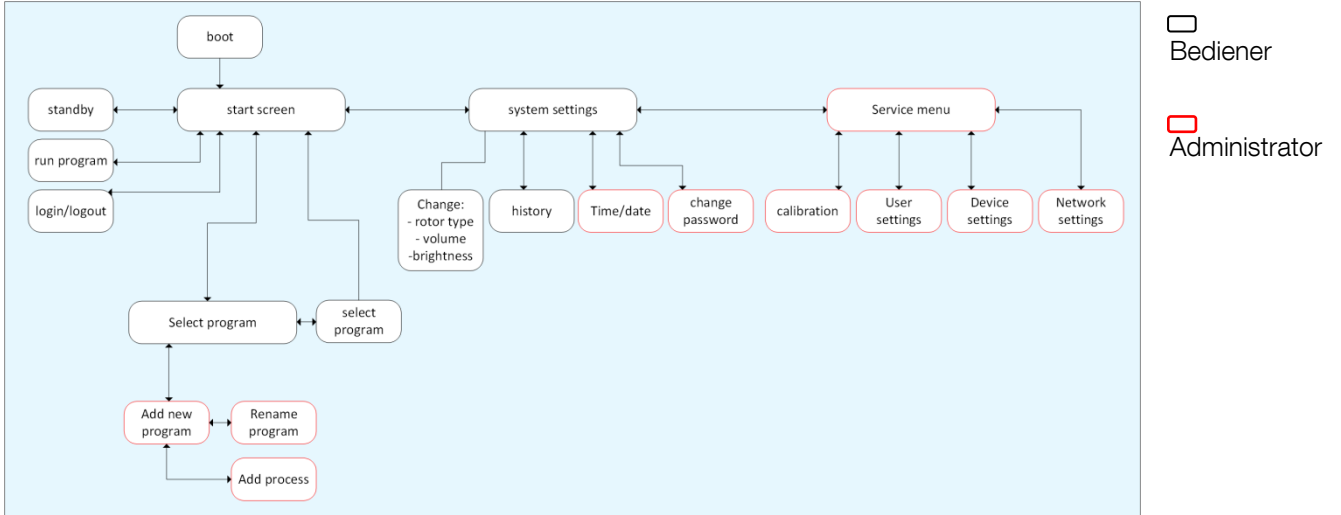 boot
Bediener
standby
start screen
system settings
Service menu
Administrator
run program
login/logout
Change:
- rotor type
- volume
-brightness
history
Time/date
change
password
calibration
User
settings
Device
settings
Network
settings
Select program
select
program
Add new
program
Rename
program
Add process